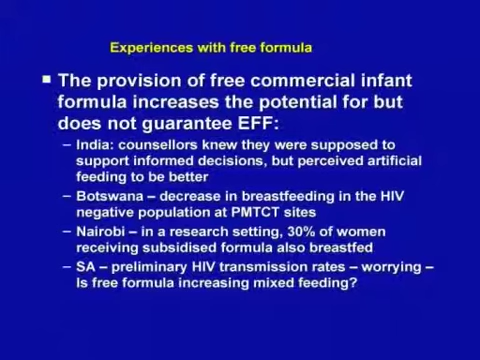 Experiences with free formula
■ The provision of free commercial infant
formula increases the potential for but
does not guarantee EFF:
– India: counsellors knew they were supposed to
support informed decisions, but perceived artificial
feeding to be better
– Botswana – decrease in breastfeeding in the HIV
negative population at PMTCT sites
– Nairobi – in a research setting, 30% of women
receiving subsidised formula also breastfed
– SA – preliminary HIV transmission rates – worrying –
Is free formula increasing mixed feeding?